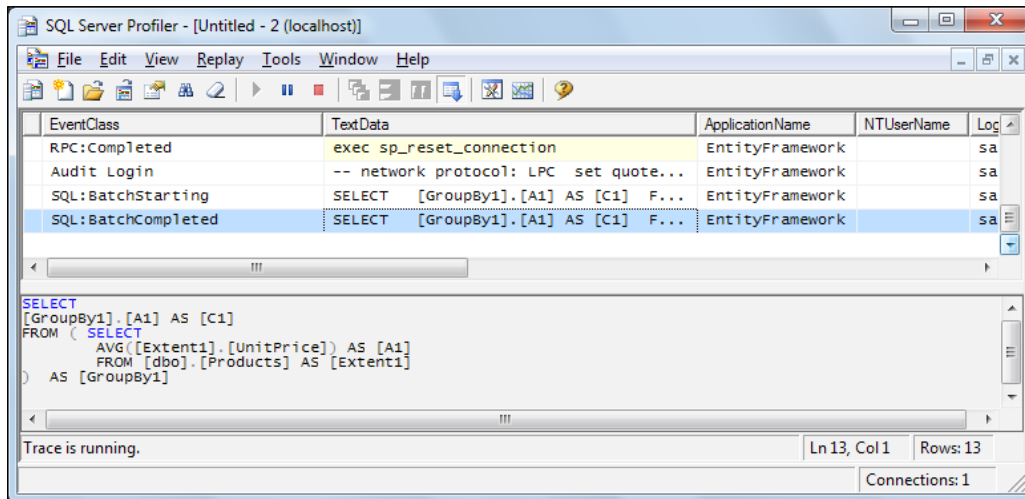 SQL Server Profiler - [Untitled - 2 (localhost)]
File Edit View Replay Tools Window Help
EventClass TextData ApplicationName NTUserName Log
RPC:Completed exec sp_reset_connection EntityFramework sa
Audit Login -- network protocol: LPC set quote... EntityFramework sa
SQL:BatchStarting SELECT [GroupBy1].[A1] AS [C1] F... EntityFramework sa
SQL:BatchCompleted SELECT [GroupBy1].[A1] AS [C1] F... EntityFramework sa
SELECT
[GroupBy1].[A1] AS [C1]
FROM ( SELECT
AVG([Extent1].[UnitPrice]) AS [A1]
FROM [dbo].[Products] AS [Extent1]
) AS [GroupBy1]
Trace is running. Ln 13, Col 1 Rows: 13
Connections: 1